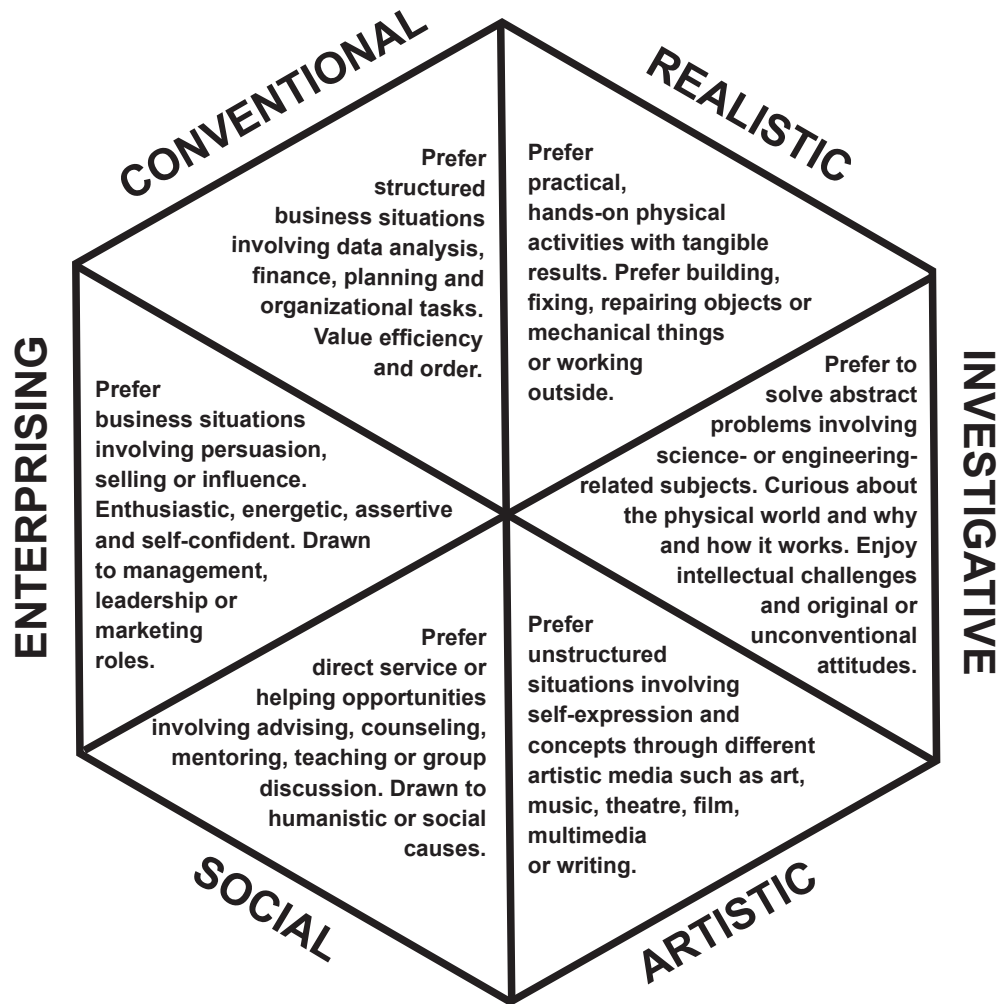 CONVENTIONAL
Prefer
structured
business situations
involving data analysis,
finance, planning and
organizational tasks.
Value efficiency
and order.
REALISTIC
Prefer
practical,
hands-on physical
activities with tangible
results. Prefer building,
fixing, repairing objects or
mechanical things
or working
outside.
ENTERPRISING
Prefer
business situations
involving persuasion,
selling or influence.
Enthusiastic, energetic, assertive
and self-confident. Drawn
to management,
leadership or
marketing
roles.
INVESTIGATIVE
Prefer to
solve abstract
problems involving
science- or engineering-
related subjects. Curious about
the physical world and why
and how it works. Enjoy
intellectual challenges
and original or
unconventional
attitudes.
SOCIAL
Prefer
direct service or
helping opportunities
involving advising, counseling,
mentoring, teaching or group
discussion. Drawn to
humanistic or social
causes.
ARTISTIC
Prefer
unstructured
situations involving
self-expression and
concepts through different
artistic media such as art,
music, theatre, film,
multimedia
or writing.